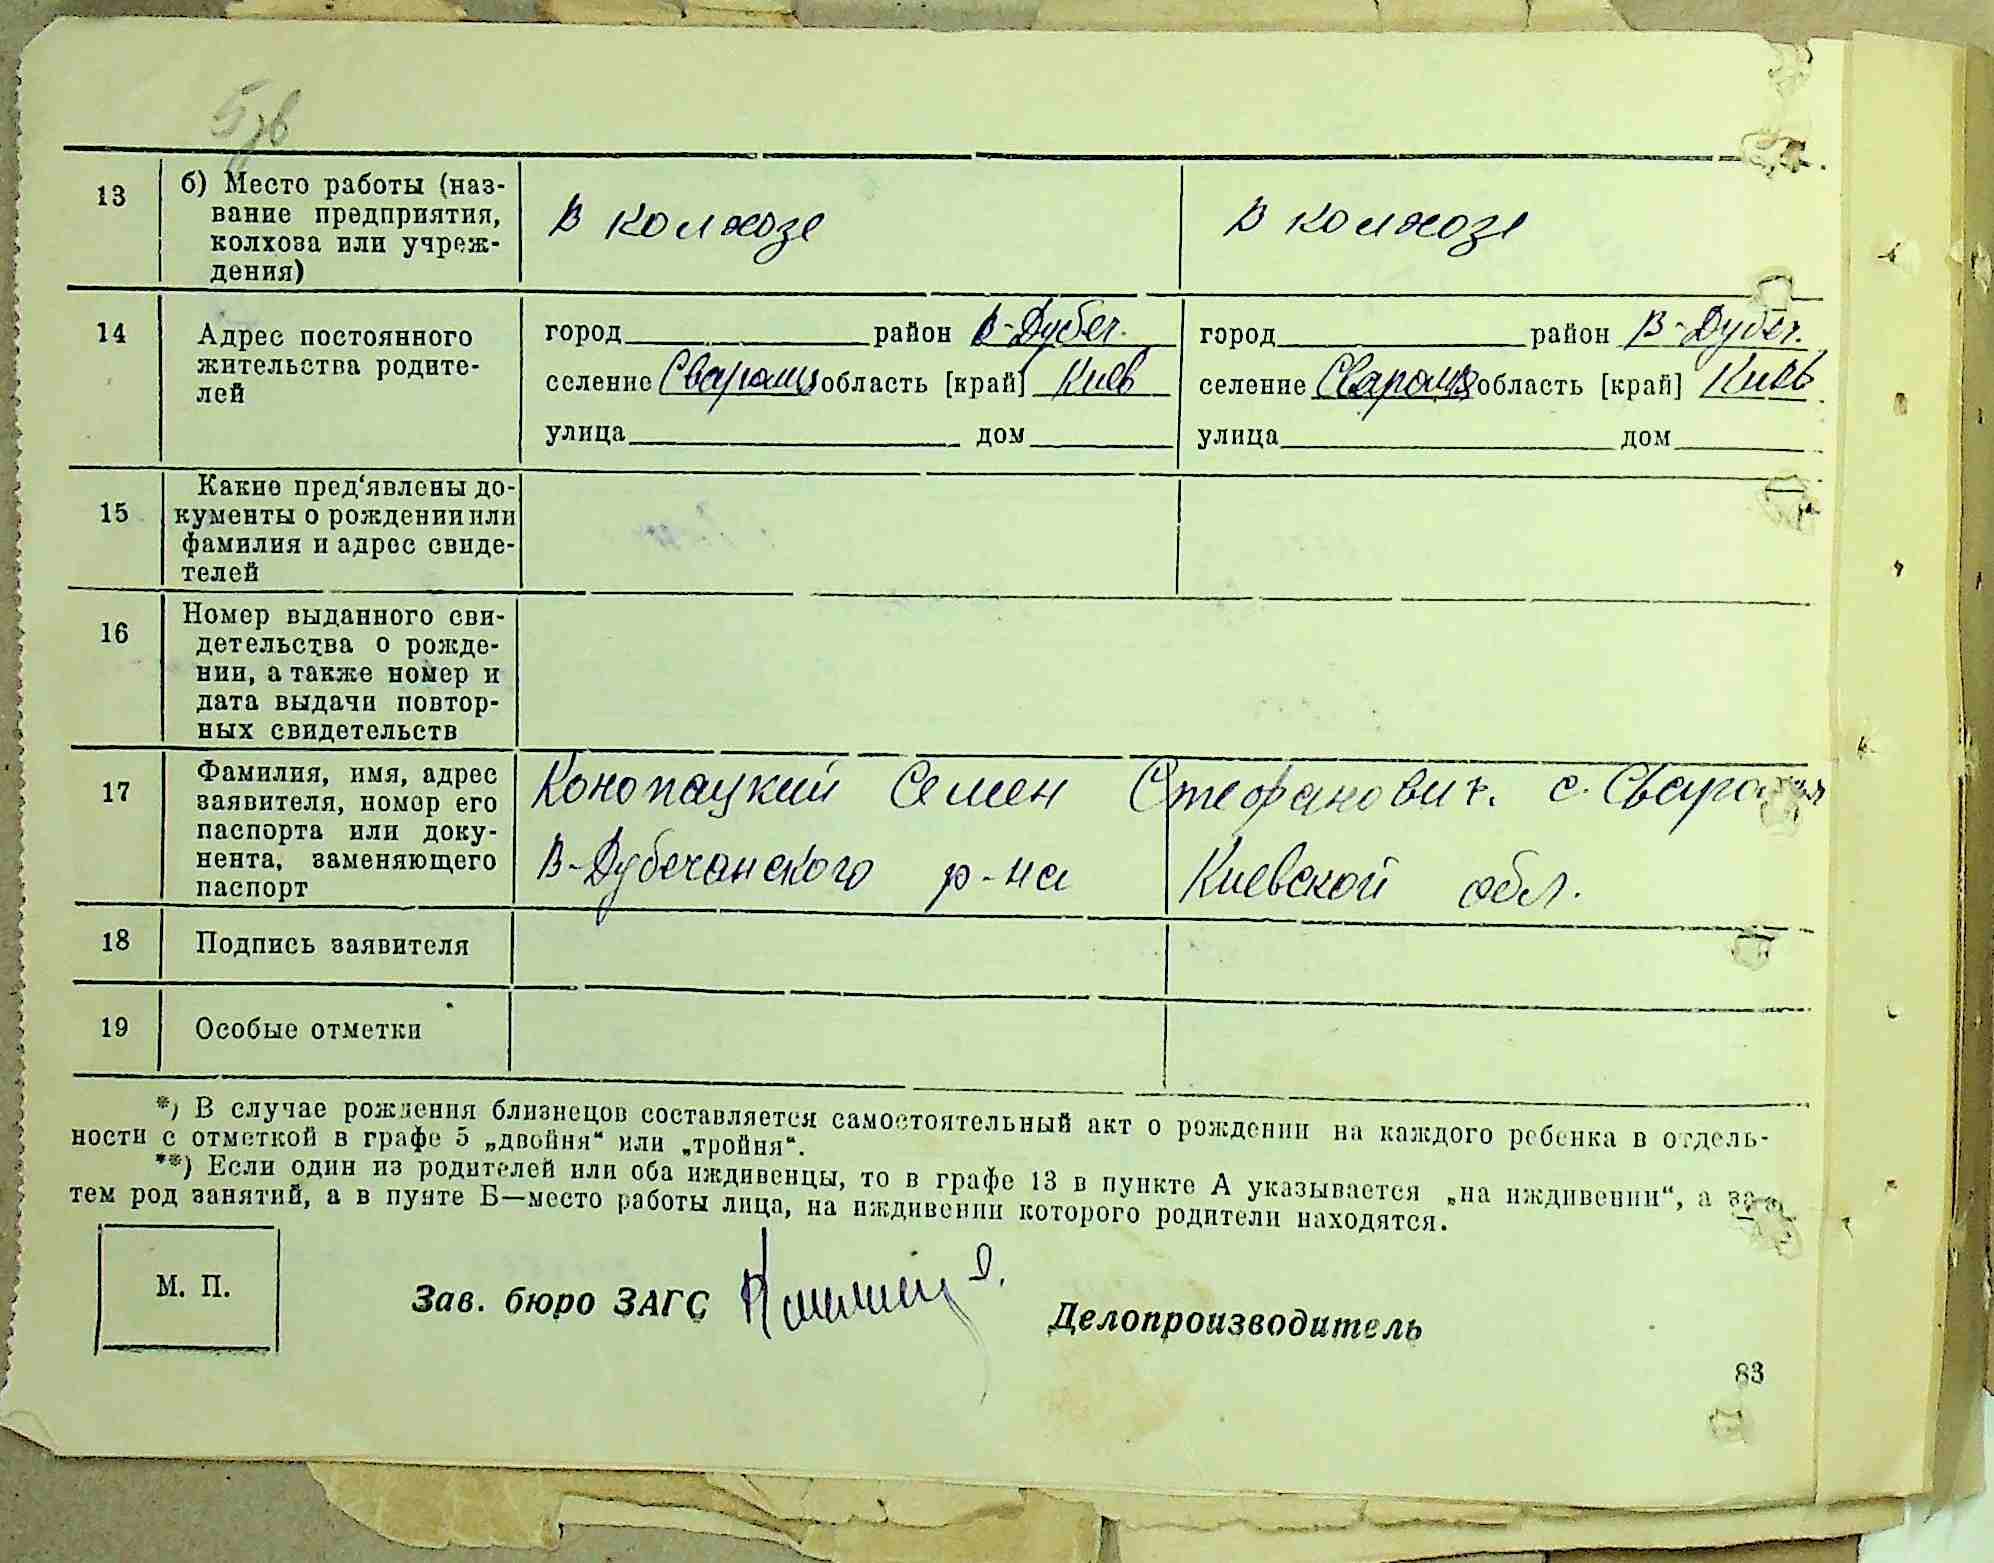 5зв
13 б) Место работы (наз-
вание предприятия,
колхоза или учреж-
дения)
в колхозе в колхозе
14 Адрес постоянного
жительства родите-
лей
город район В-Дубеч. город район В-Дубеч.
селение область [край] Киев селение область [край] Киев
улица дом улица дом
15 Какие пред'явлены до-
кументы о рождении или
фамилия и адрес свиде-
телей
16 Номер выданного сви-
детельства о рожде-
нии, а также номер и
дата выдачи повтор-
ных свидетельств
17 Фамилия, имя, адрес
заявителя, номер его
паспорта или доку-
нента, заменяющего
паспорт
Конопацкий Семен Стефанович. с.
В-Дубечанского р-на Киевской обл.
18 Подпись заявителя
19 Особые отметки
*) В случае рождения близнецов составляется самостоятельный акт о рождении на каждого ребенка в отдель-
ности с отметкой в графе 5 „двойня“ или „тройня“.
**) Если один из родителей или оба иждивенцы, то в графе 13 в пункте А указывается „на иждивении“, а за-
тем род занятий, а в пункте Б—место работы лица, на иждивении которого родители находятся.
М. П.
Зав. бюро ЗАГС Делопроизводитель
83